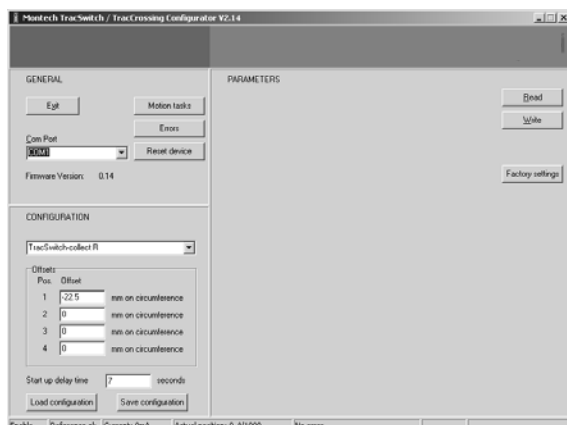 Montech TracSwitch / TracCrossing Configurator V2.14
GENERAL
Exit
Motion tasks
Errors
Com Port
COM1
Reset device
Firmware Version: 0.14
CONFIGURATION
TracSwitch-collect R
Offsets
Pos. Offset
1 -22.5 mm on circumference
2 0 mm on circumference
3 0 mm on circumference
4 0 mm on circumference
Start up delay time 7 seconds
Load configuration Save configuration
PARAMETERS
Read
Write
Factory settings